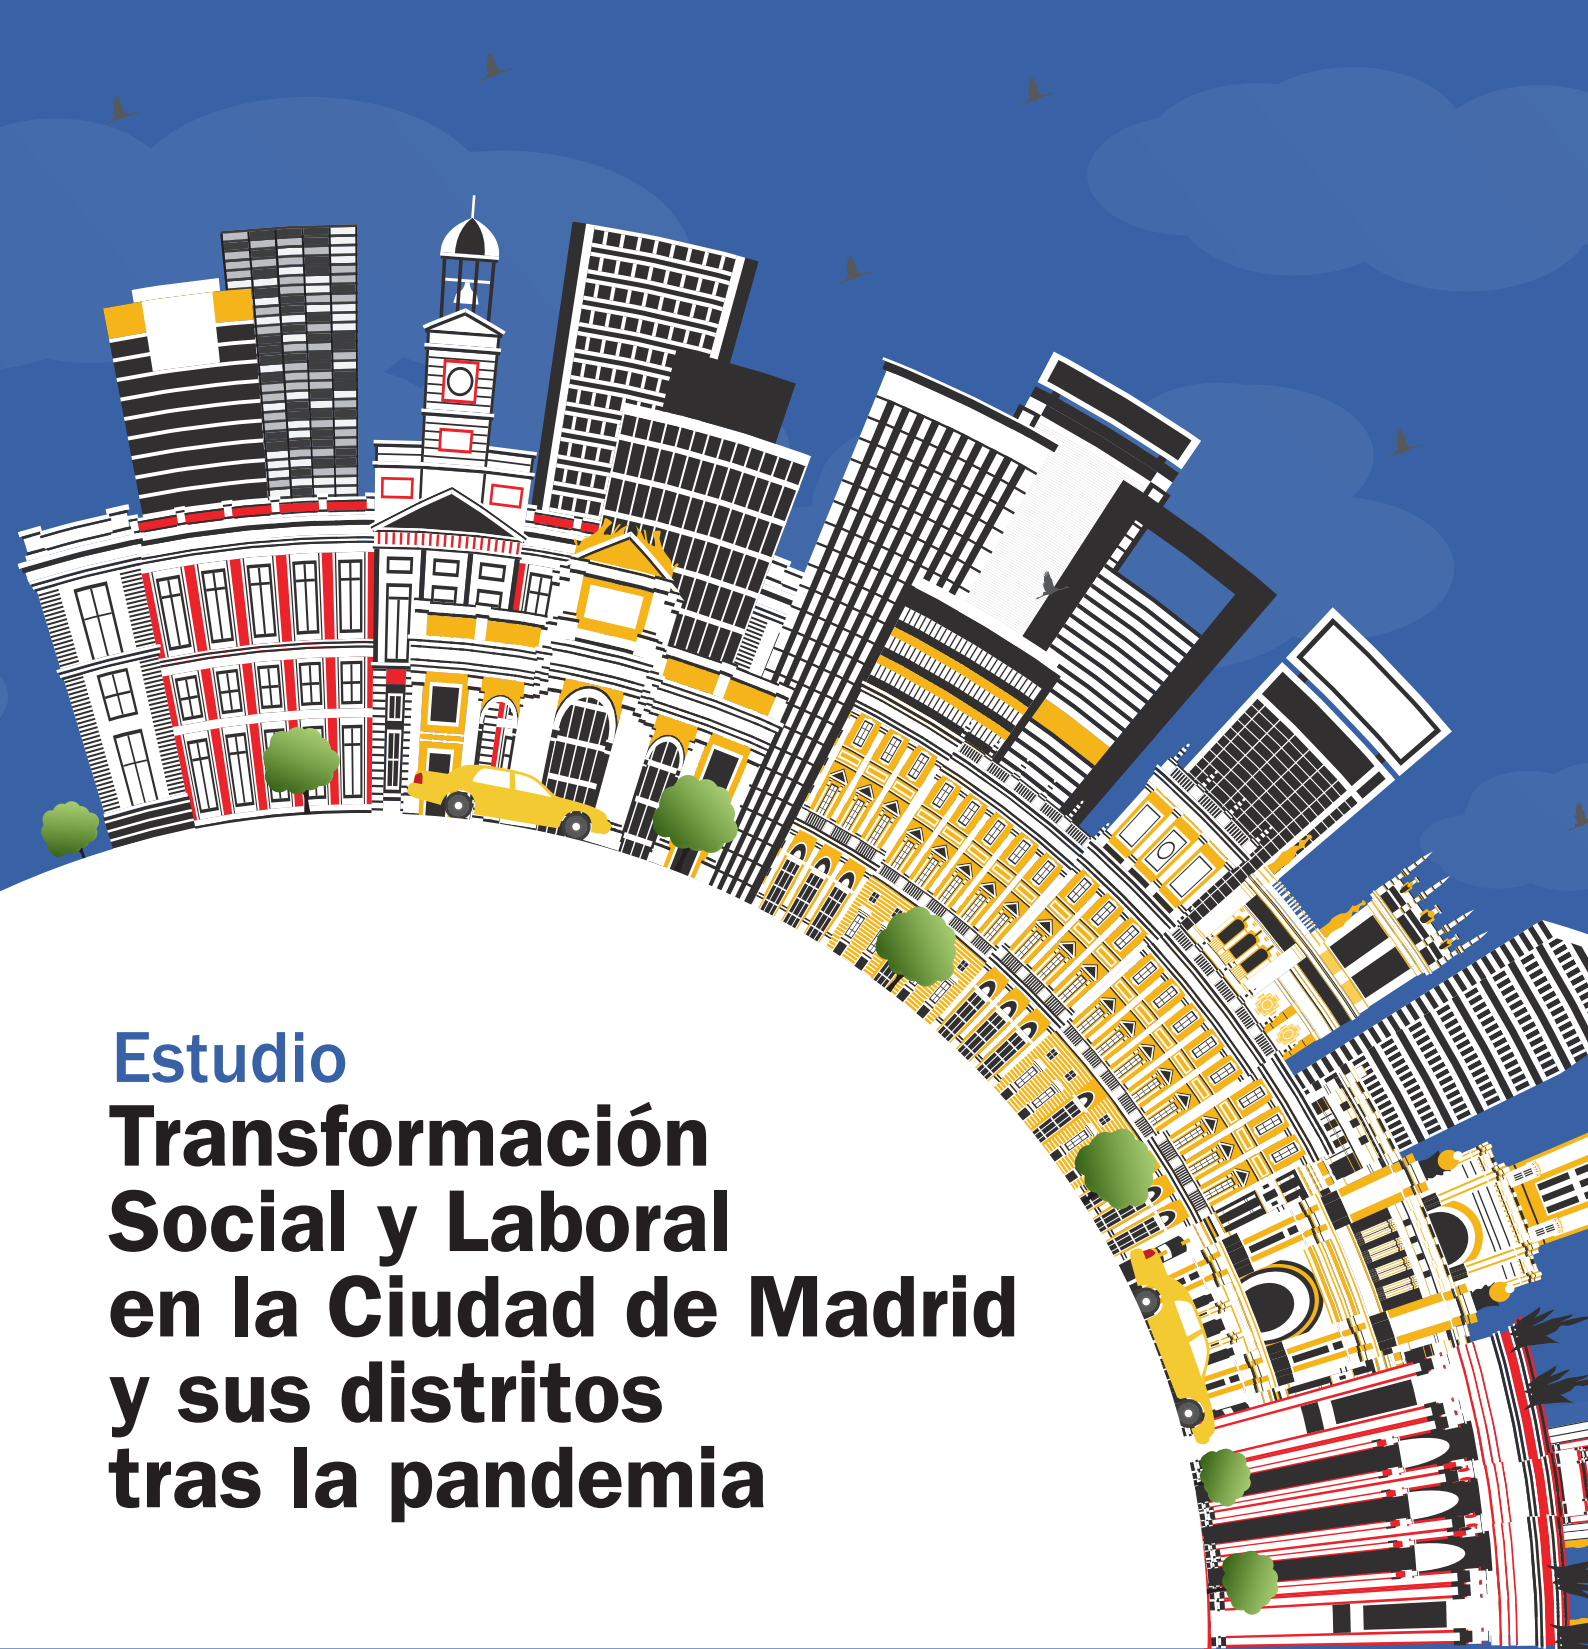 Estudio
Transformación
Social y Laboral
en la Ciudad de Madrid
y sus distritos
tras la pandemia